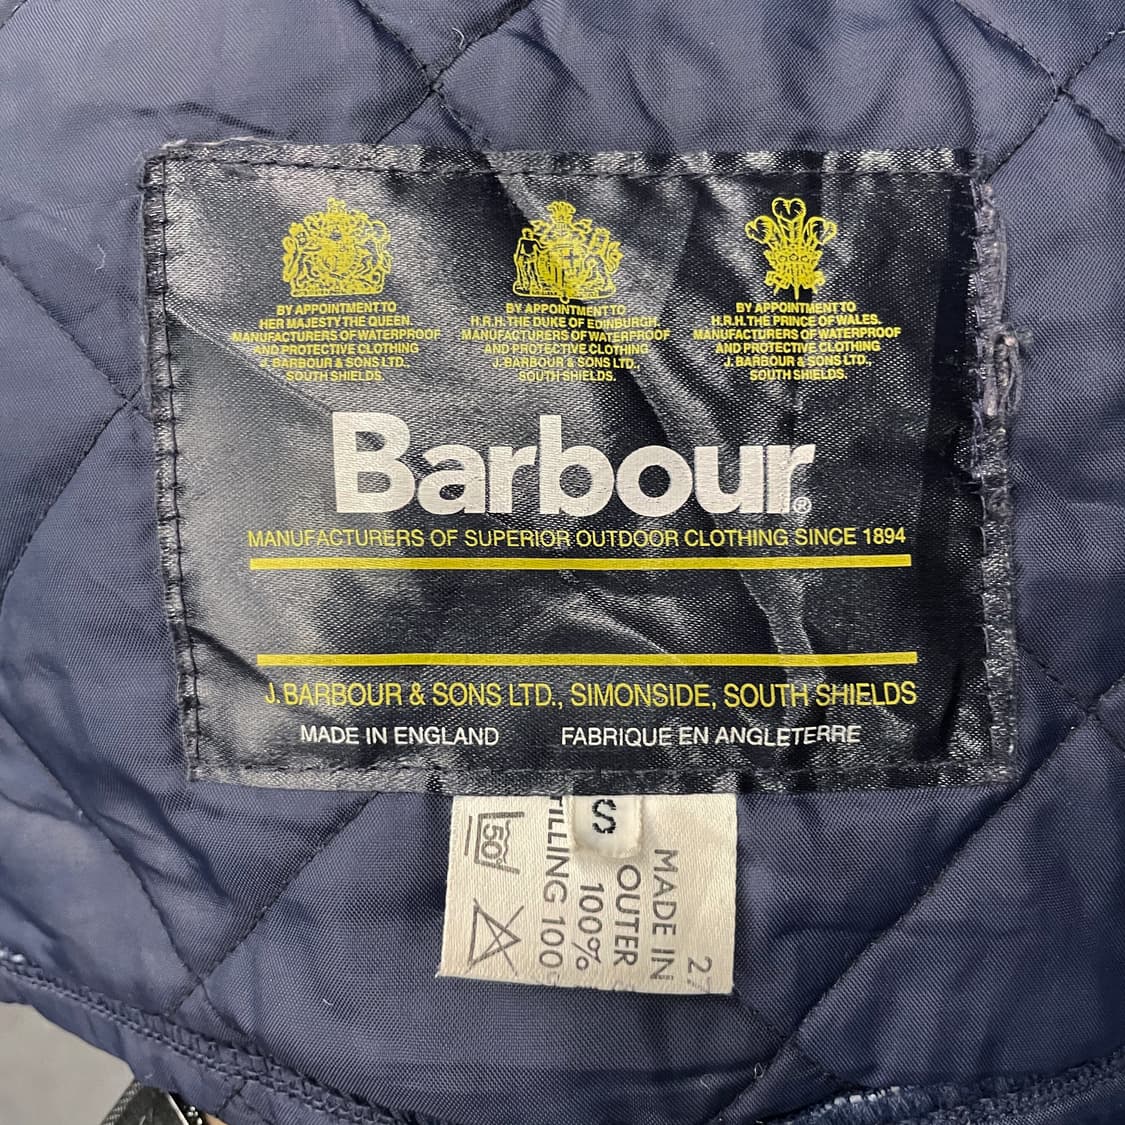 BY APPOINTMENT TO
HER MAJESTY THE QUEEN.
MANUFACTURERS OF WATERPROOF
AND PROTECTIVE CLOTHING
J. BARBOUR & SONS LTD.,
SOUTH SHIELDS.
BY APPOINTMENT TO
H.R.H. THE DUKE OF EDINBURGH.
MANUFACTURERS OF WATERPROOF
AND PROTECTIVE CLOTHING
J. BARBOUR & SONS LTD.,
SOUTH SHIELDS.
BY APPOINTMENT TO
H.R.H. THE PRINCE OF WALES.
MANUFACTURERS OF WATERPROOF
AND PROTECTIVE CLOTHING
J. BARBOUR & SONS LTD.,
SOUTH SHIELDS.
Barbour®
MANUFACTURERS OF SUPERIOR OUTDOOR CLOTHING SINCE 1894
J. BARBOUR & SONS LTD., SIMONSIDE, SOUTH SHIELDS
MADE IN ENGLAND FABRIQUE EN ANGLETERRE
S
27
MADE IN
OUTER
100%
FILLING 100
50